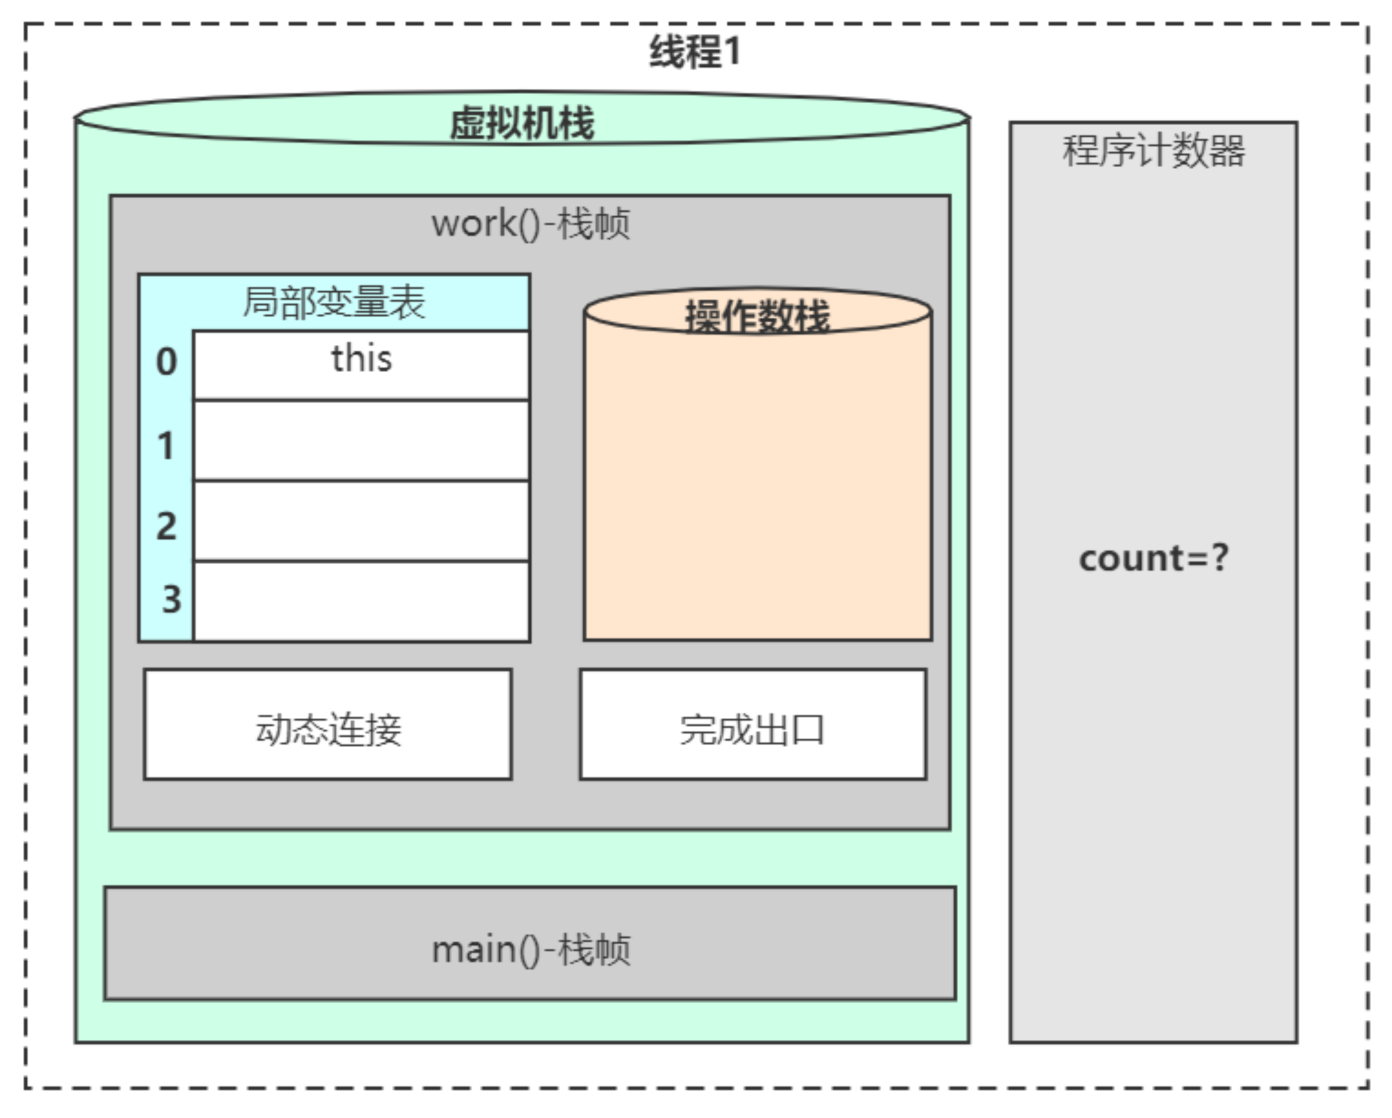 线程1
虚拟机栈
程序计数器
work()-栈帧
局部变量表
操作数栈
0
this
1
2
3
count=?
动态连接
完成出口
main()-栈帧